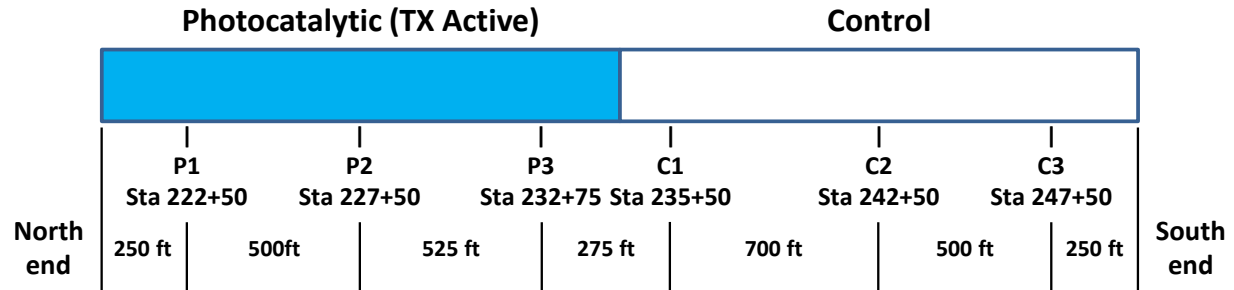 Photocatalytic (TX Active) Control
P1 P2 P3 C1 C2 C3
Sta 222+50 Sta 227+50 Sta 232+75 Sta 235+50 Sta 242+50 Sta 247+50
North
end
250 ft 500ft 525 ft 275 ft 700 ft 500 ft 250 ft
South
end